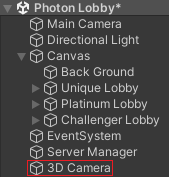 Photon Lobby*
Main Camera
Directional Light
Canvas
Back Ground
Unique Lobby
Platinum Lobby
Challenger Lobby
EventSystem
Server Manager
3D Camera